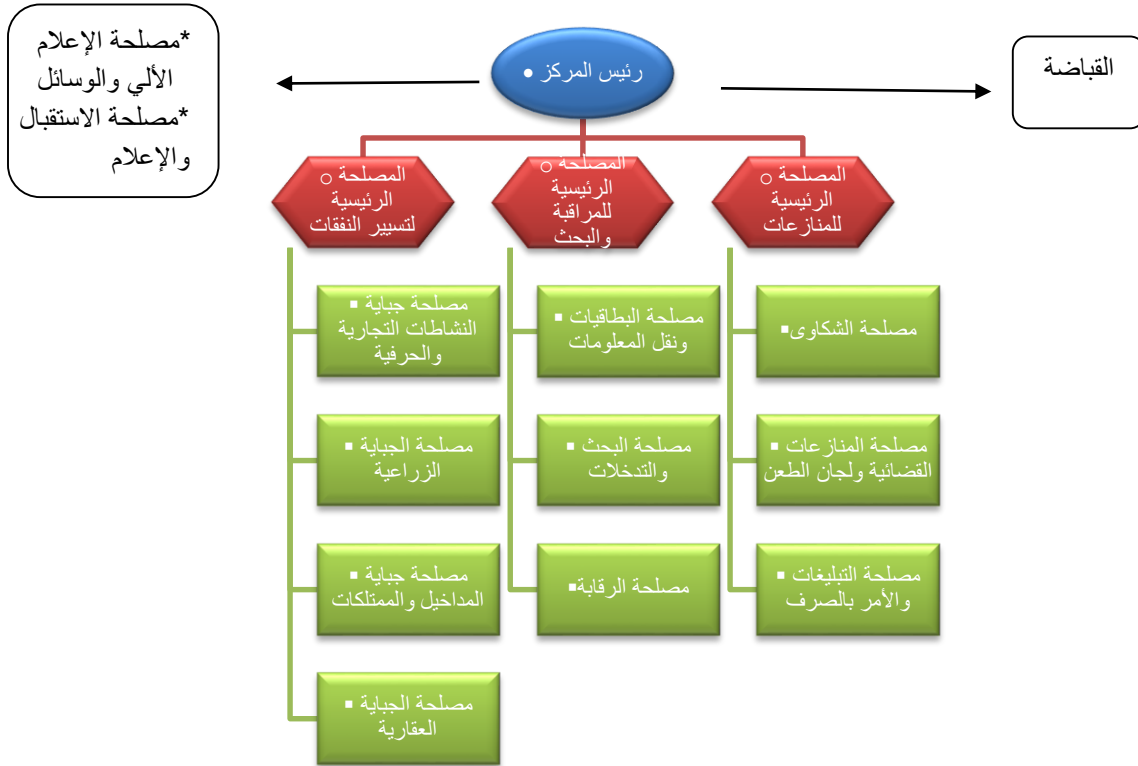 رئيس المركز
القباضة
*مصلحة الإعلام
الألي والوسائل
*مصلحة الاستقبال
والإعلام
المصلحة
الرئيسية
للمنازعات
المصلحة
الرئيسية
للمراقبة
والبحث
المصلحة
الرئيسية
لتسيير النفقات
مصلحة الشكاوى
مصلحة المنازعات
القضائية ولجان الطعن
مصلحة التبليغات
والأمر بالصرف
مصلحة البطاقيات
ونقل المعلومات
مصلحة البحث
والتدخلات
مصلحة الرقابة
مصلحة جباية
النشاطات التجارية
والحرفية
مصلحة الجباية
الزراعية
مصلحة جباية
المداخيل والممتلكات
مصلحة الجباية
العقارية